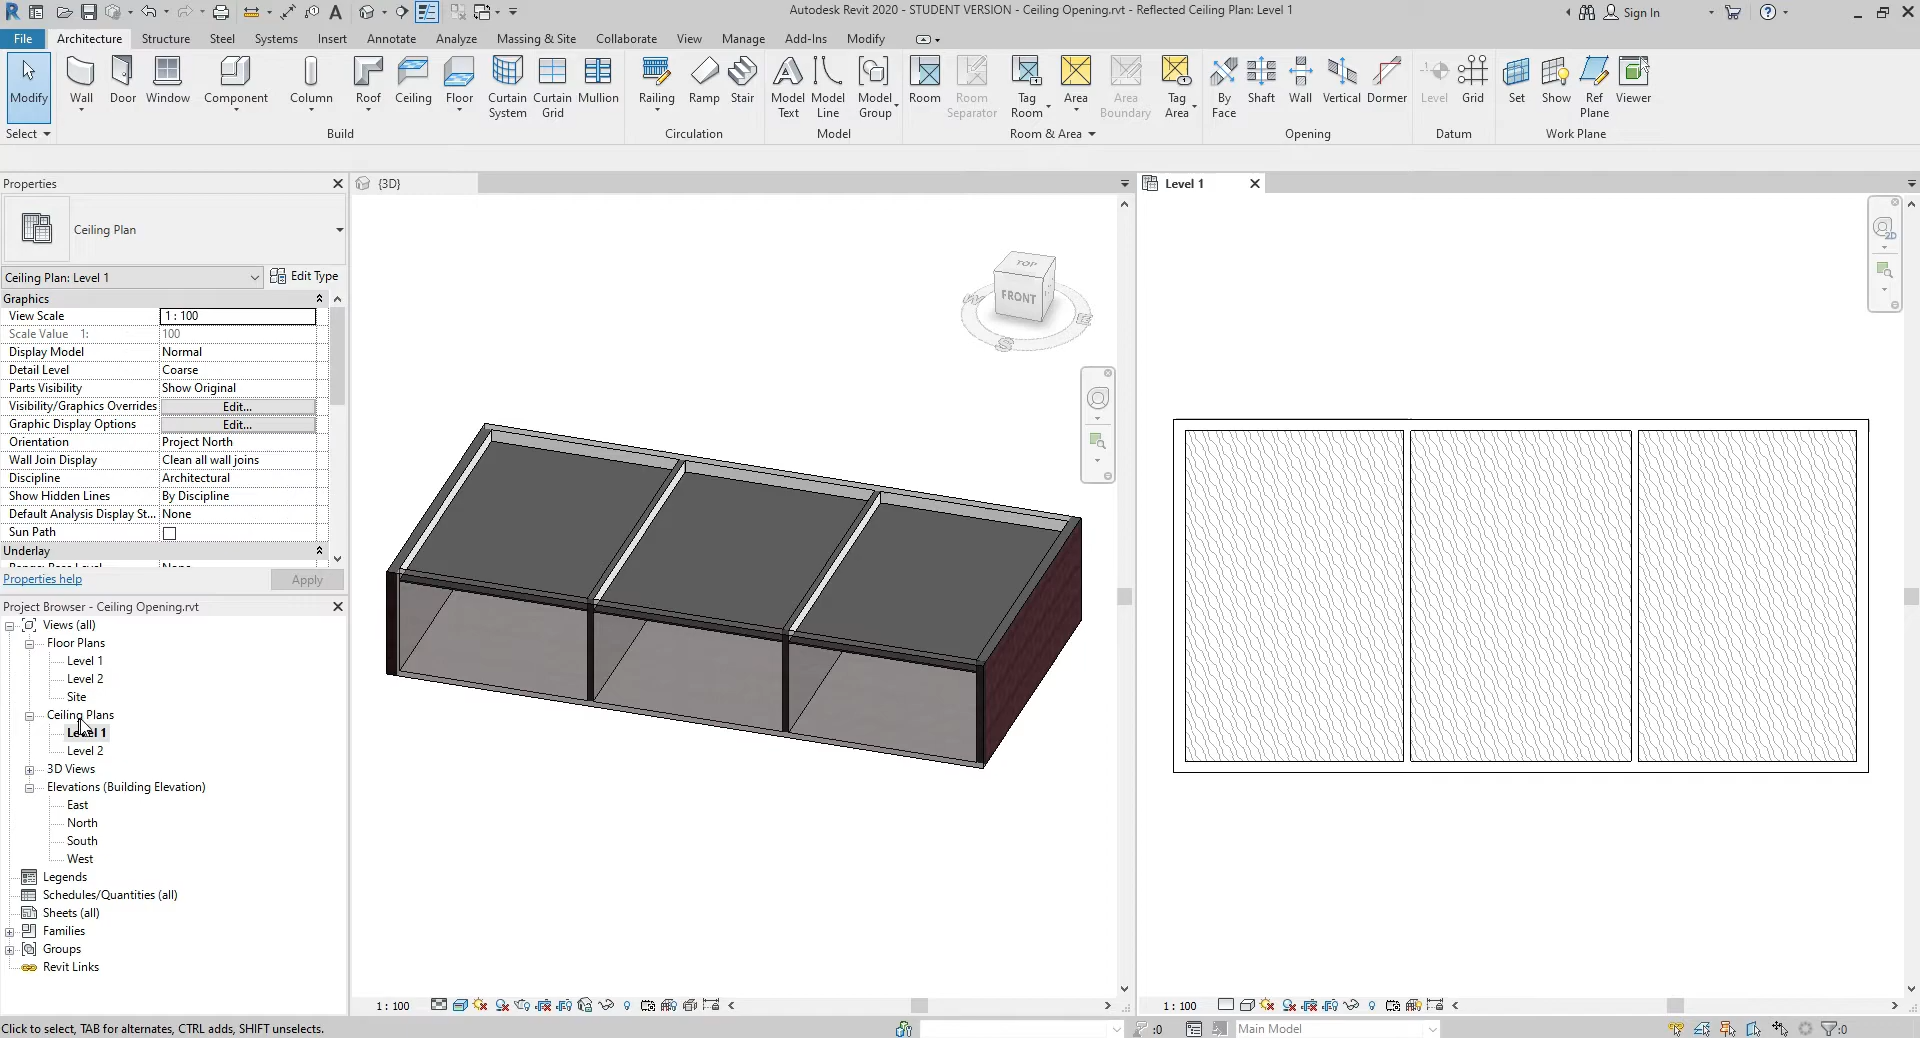 Autodesk Revit 2020 - STUDENT VERSION - Ceiling Opening.rvt - Reflected Ceiling Plan: Level 1
Sign In
File Architecture Structure Steel Systems Insert Annotate Analyze Massing & Site Collaborate View Manage Add-Ins Modify
Modify Wall Door Window Component Column Roof Ceiling Floor Curtain System Curtain Grid Mullion Railing Ramp Stair Model Text Model Line Model Group Room Room Separator Tag Room Area Area Boundary Tag Area By Face Shaft Wall Vertical Dormer Level Grid Set Show Ref Plane Viewer
Select Build Circulation Model Room & Area Opening Datum Work Plane
Properties
{3D}
Level 1
Ceiling Plan
Ceiling Plan: Level 1
Edit Type
Graphics
View Scale 1 : 100
Scale Value 1: 100
Display Model Normal
Detail Level Coarse
Parts Visibility Show Original
Visibility/Graphics Overrides Edit...
Graphic Display Options Edit...
Orientation Project North
Wall Join Display Clean all wall joins
Discipline Architectural
Show Hidden Lines By Discipline
Default Analysis Display St... None
Sun Path
Underlay
Properties help
Apply
Project Browser - Ceiling Opening.rvt
Views (all)
Floor Plans
Level 1
Level 2
Site
Ceiling Plans
Level 1
Level 2
3D Views
Elevations (Building Elevation)
East
North
South
West
Legends
Schedules/Quantities (all)
Sheets (all)
Families
Groups
Revit Links
TOP
FRONT
W
S
E
2D
1 : 100
1 : 100
Click to select, TAB for alternates, CTRL adds, SHIFT unselects.
:0
Main Model
:0